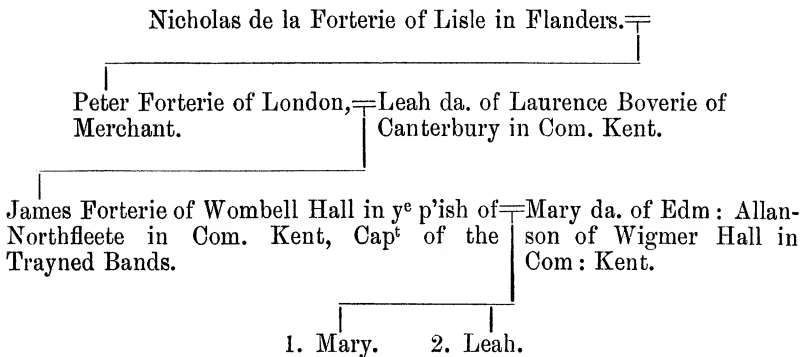 Nicholas de la Forterie of Lisle in Flanders.
Peter Forterie of London,
Merchant.
Leah da. of Laurence Boverie of
Canterbury in Com. Kent.
James Forterie of Wombell Hall in yᵉ p'ish of
Northfleete in Com. Kent, Capᵗ of the
Trayned Bands.
Mary da. of Edm : Allan-
son of Wigmer Hall in
Com : Kent.
1. Mary. 2. Leah.